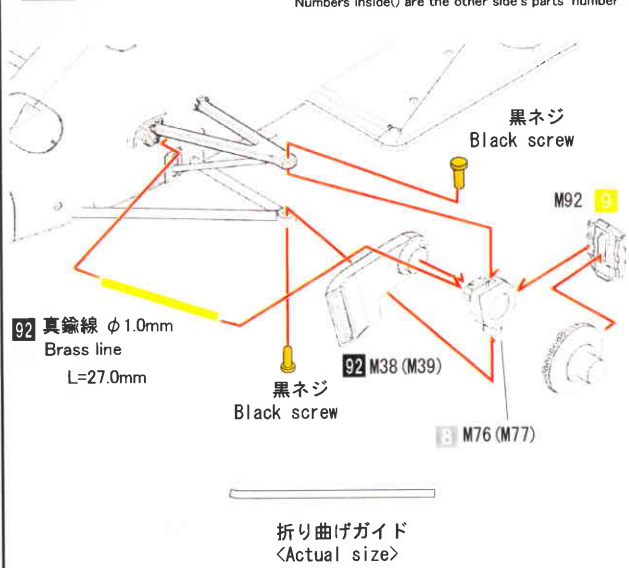 Numbers inside() are the other side's parts number
黒ネジ
Black screw
M92 9
92 真鍮線 φ1.0mm
Brass line
L=27.0mm
92 M38(M39)
黒ネジ
Black screw
8 M76(M77)
折り曲げガイド
<Actual size>